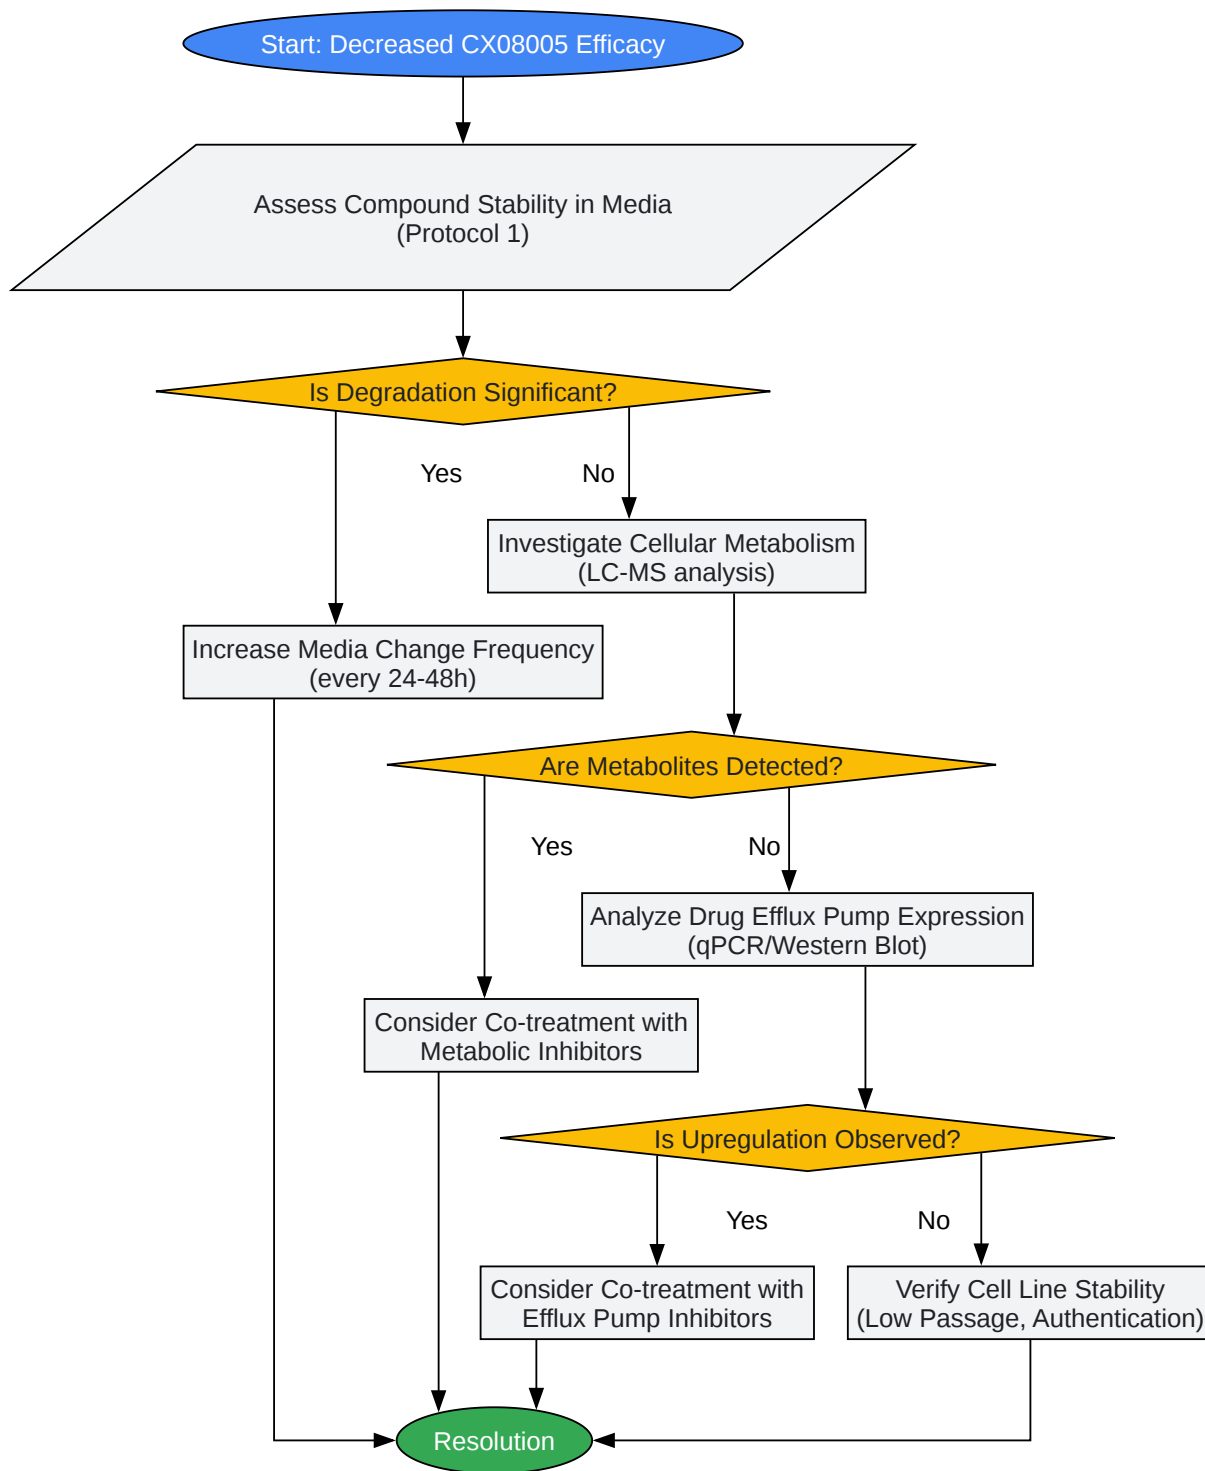 Start: Decreased CX08005 Efficacy
Assess Compound Stability in Media
(Protocol 1)
Is Degradation Significant?
Yes
No
Investigate Cellular Metabolism
(LC-MS analysis)
Increase Media Change Frequency
(every 24-48h)
Are Metabolites Detected?
Yes
No
Analyze Drug Efflux Pump Expression
(qPCR/Western Blot)
Consider Co-treatment with
Metabolic Inhibitors
Is Upregulation Observed?
Yes
No
Consider Co-treatment with
Efflux Pump Inhibitors
Verify Cell Line Stability
(Low Passage, Authentication)
Resolution